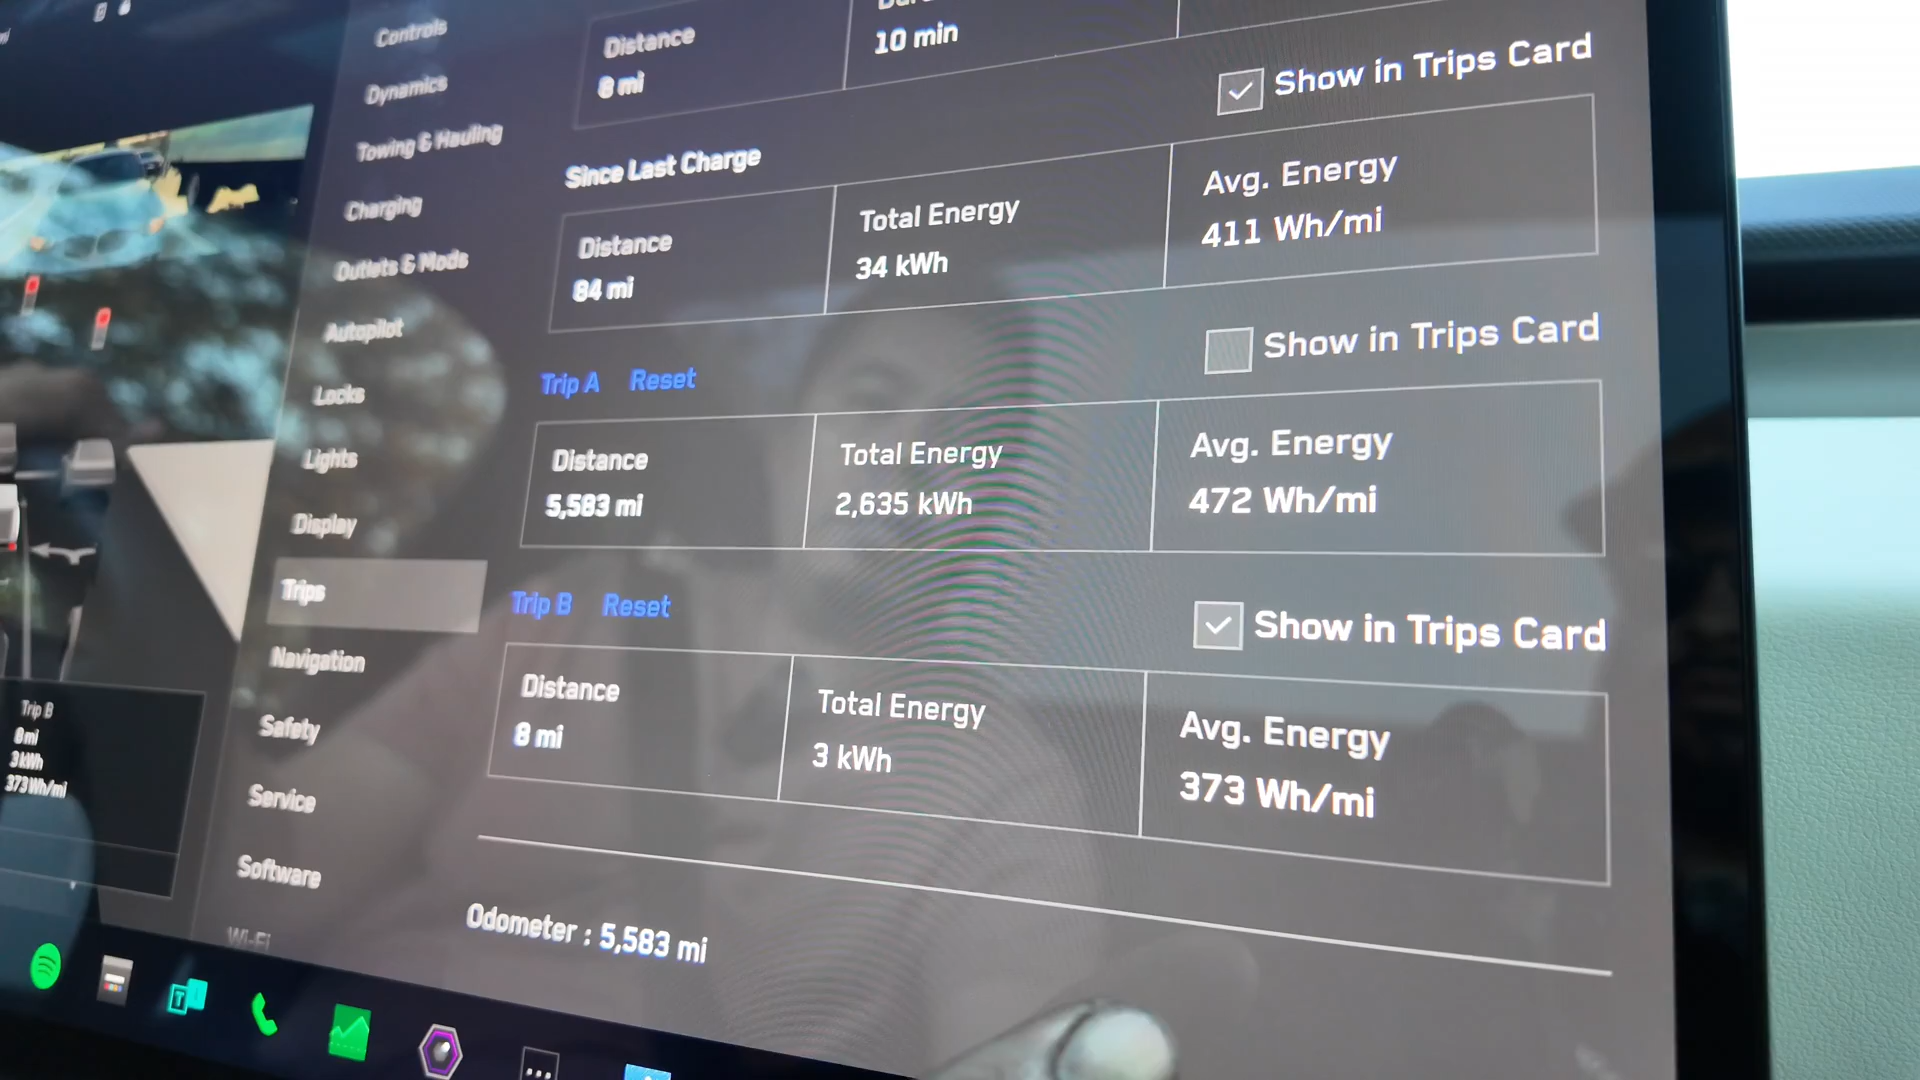 Controls
Dynamics
Towing & Hauling
Charging
Outlets & Mods
Autopilot
Locks
Lights
Display
Trips
Navigation
Safety
Service
Software
Wi-Fi
Distance
8 mi
10 min
Show in Trips Card
Since Last Charge
Distance
84 mi
Total Energy
34 kWh
Avg. Energy
411 Wh/mi
Show in Trips Card
Trip A Reset
Distance
5,583 mi
Total Energy
2,635 kWh
Avg. Energy
472 Wh/mi
Show in Trips Card
Trip B Reset
Distance
8 mi
Total Energy
3 kWh
Avg. Energy
373 Wh/mi
Odometer : 5,583 mi
Trip B
8 mi
3 kWh
373 Wh/mi